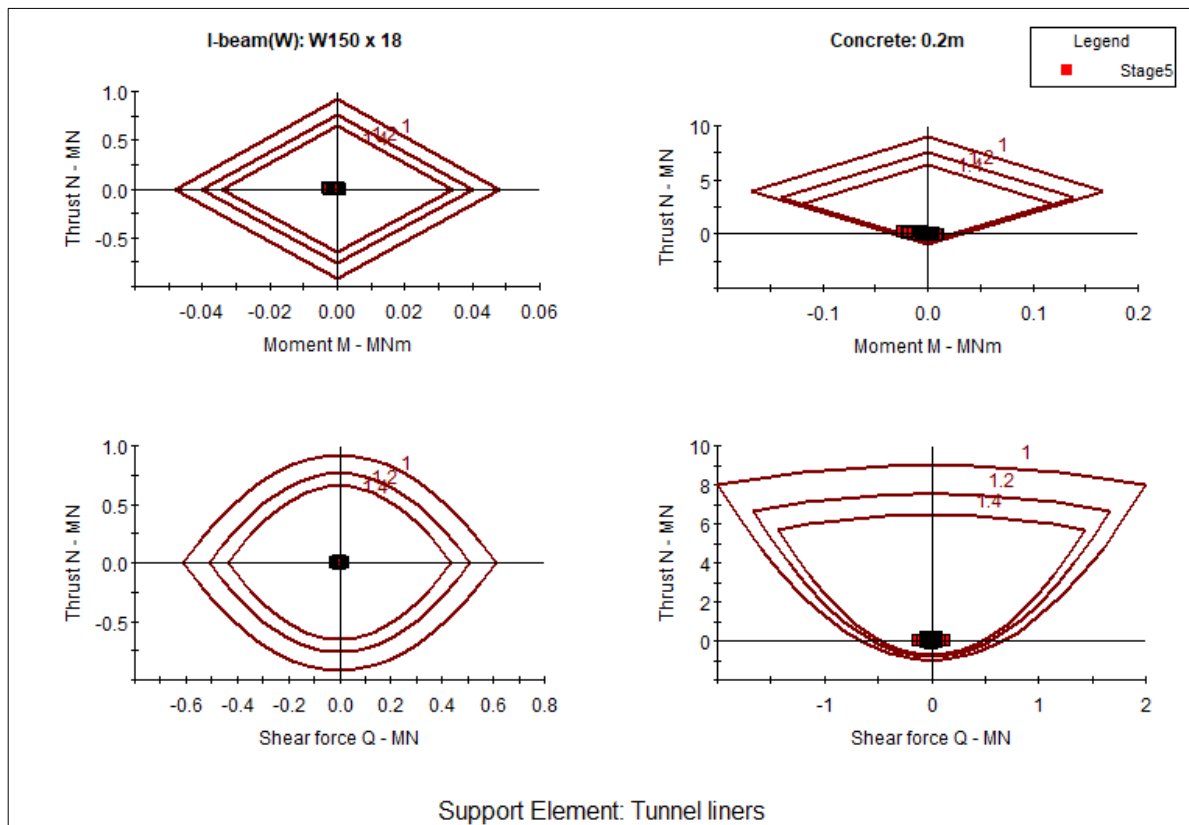 I-beam(W): W150 x 18
Concrete: 0.2m
Legend
Stage5
1.0
0.5
0.0
-0.5
Thrust N - MN
1
1.2
1.4
-0.04 -0.02 0.00 0.02 0.04 0.06
Moment M - MNm
10
5
0
Thrust N - MN
1
1.2
1.4
-0.1 0.0 0.1 0.2
Moment M - MNm
1.0
0.5
0.0
-0.5
Thrust N - MN
1
1.2
1.4
-0.6 -0.4 -0.2 0.0 0.2 0.4 0.6 0.8
Shear force Q - MN
10
8
6
4
2
0
Thrust N - MN
1
1.2
1.4
-1 0 1 2
Shear force Q - MN
Support Element: Tunnel liners